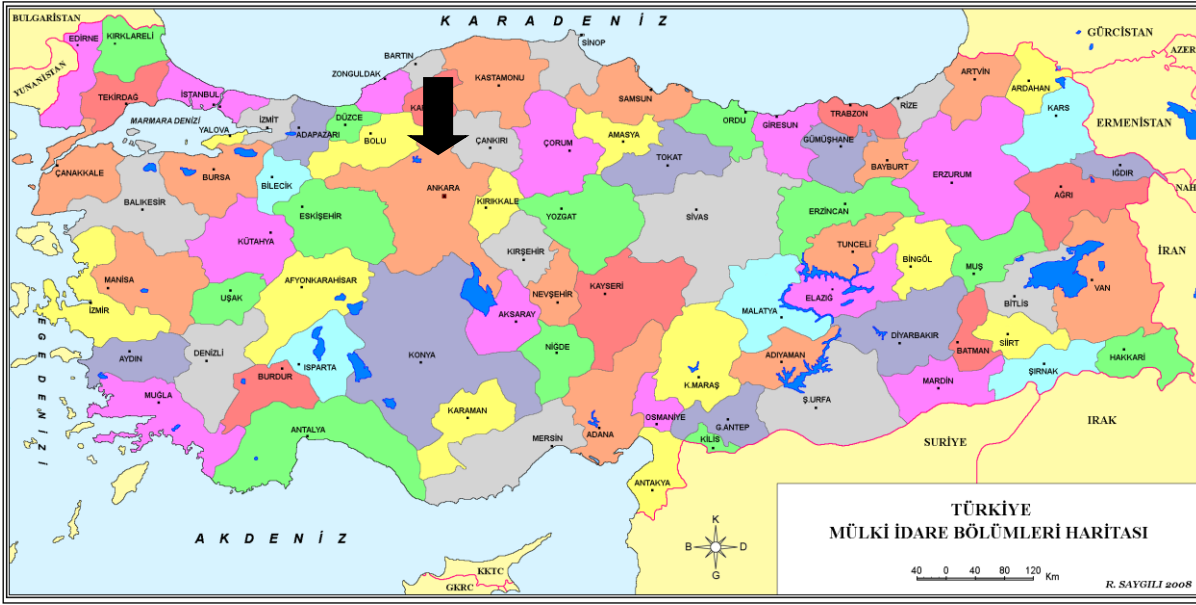 BULGARİSTAN
K A R A D E N İ Z
GÜRCİSTAN
AZER
EDİRNE
KIRKLARELİ
YUNANİSTAN
TEKİRDAĞ
İSTANBUL
MARMARA DENİZİ
YALOVA
İZMİT
ADAPAZARI
DÜZCE
BOLU
ZONGULDAK
BARTIN
KASTAMONU
SİNOP
SAMSUN
ÇANKIRI
ÇORUM
AMASYA
TOKAT
ORDU
GİRESUN
TRABZON
GÜMÜŞHANE
BAYBURT
RİZE
ARTVİN
ARDAHAN
KARS
ERMENİSTAN
IĞDIR
NAH
AĞRI
ERZURUM
ERZİNCAN
ÇANAKKALE
BALIKESİR
BURSA
BİLECİK
ESKİŞEHİR
ANKARA
KIRIKKALE
YOZGAT
SİVAS
KÜTAHYA
KIRŞEHİR
TUNCELİ
BİNGÖL
MUŞ
BİTLİS
VAN
İRAN
MANİSA
İZMİR
UŞAK
AFYONKARAHİSAR
KONYA
AKSARAY
NEVŞEHİR
KAYSERİ
NİĞDE
MALATYA
ELAZIĞ
DİYARBAKIR
BATMAN
SİİRT
ŞIRNAK
HAKKARİ
EGE DENİZİ
AYDIN
DENİZLİ
MUĞLA
BURDUR
ISPARTA
ANTALYA
KARAMAN
MERSİN
ADANA
K.MARAŞ
ADIYAMAN
OSMANİYE
G.ANTEP
KİLİS
Ş.URFA
MARDİN
ANTAKYA
SURİYE
IRAK
A K D E N İ Z
KKTC
GKRC
K
B
D
G
TÜRKİYE
MÜLKİ İDARE BÖLÜMLERİ HARİTASI
40 0 40 80 120 Km
R. SAYGILI 2008